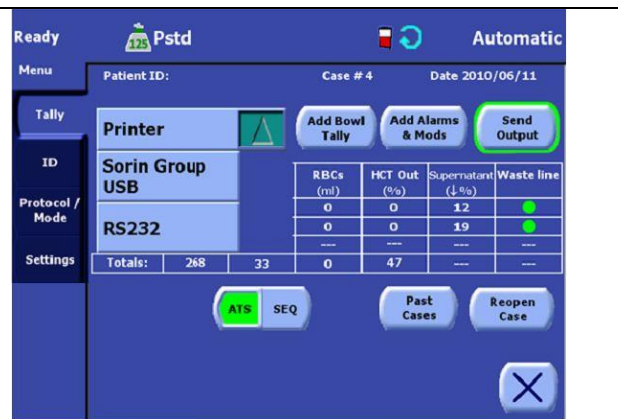 Ready 125 Pstd Automatic
Menu Patient ID: Case # 4 Date 2010/06/11
Tally
ID
Protocol /
Mode
Settings
Printer
Sorin Group
USB
RS232
Add Bowl
Tally
Add Alarms
& Mods
Send
Output
RBCs HCT Out Supernatant Waste line
(ml) (%) (↓%)
0 0 12
0 0 19
--- --- --- ---
Totals: 268 33 0 47 --- ---
ATS SEQ
Past
Cases
Reopen
Case